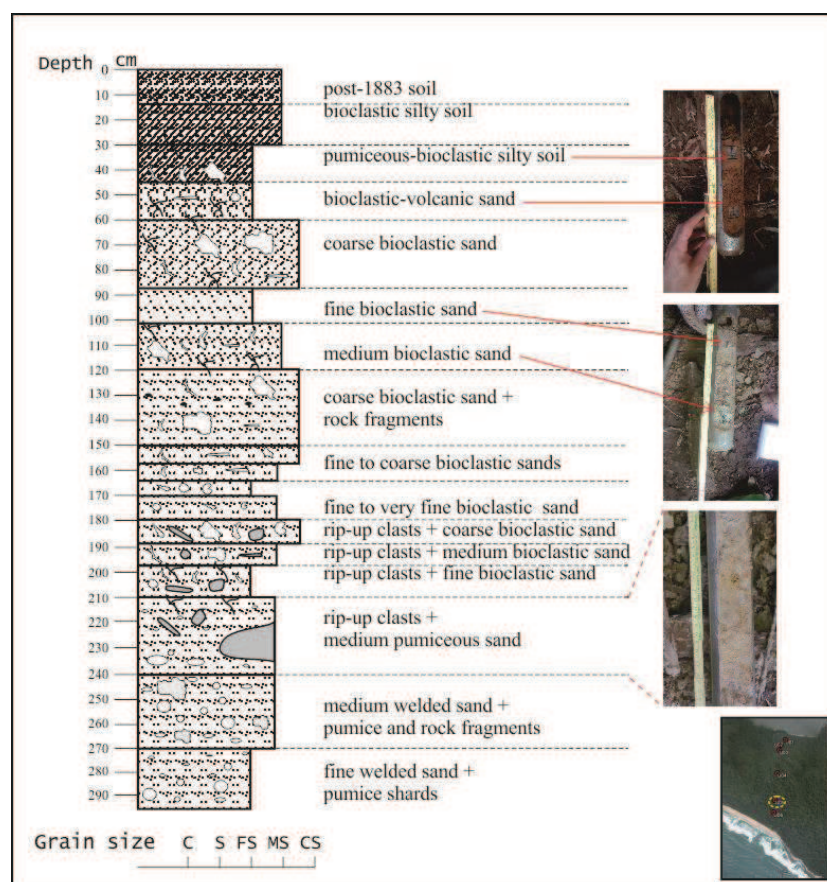 Depth cm
0
10
20
30
40
50
60
70
80
90
100
110
120
130
140
150
160
170
180
190
200
210
220
230
240
250
260
270
280
290
post-1883 soil
bioclastic silty soil
pumiceous-bioclastic silty soil
bioclastic-volcanic sand
coarse bioclastic sand
fine bioclastic sand
medium bioclastic sand
coarse bioclastic sand +
rock fragments
fine to coarse bioclastic sands
fine to very fine bioclastic sand
rip-up clasts + coarse bioclastic sand
rip-up clasts + medium bioclastic sand
rip-up clasts + fine bioclastic sand
rip-up clasts +
medium pumiceous sand
medium welded sand +
pumice and rock fragments
fine welded sand +
pumice shards
Grain size C S FS MS CS